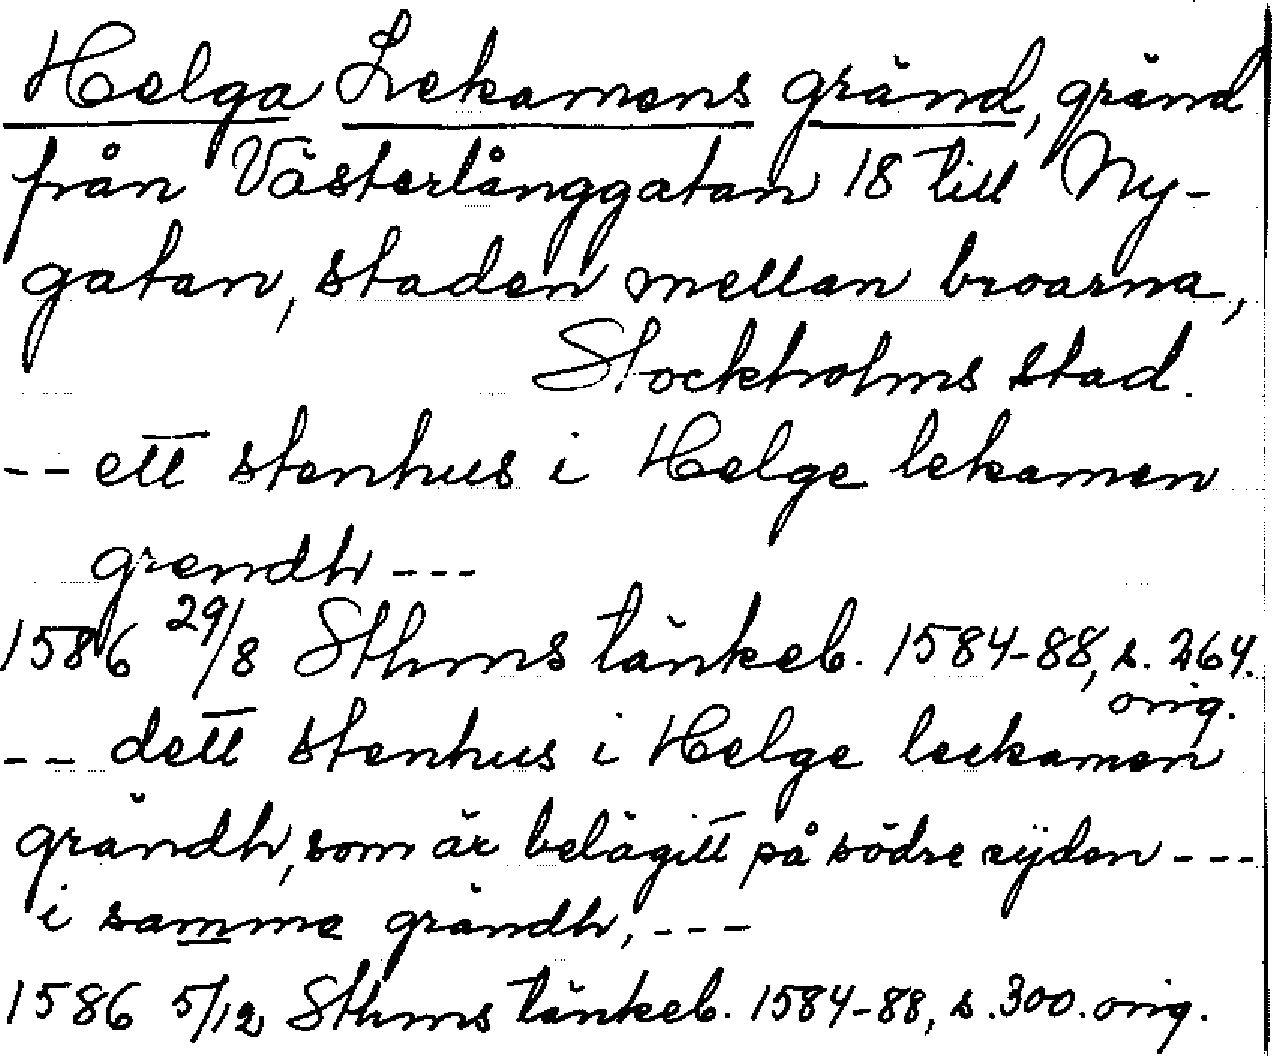 Helga Lekamens gränd, gränd
från Västerlånggatan 18 till Ny-
gatan, staden mellan broarna,
Stockholms stad.
-- ett stenhus i Helge lekamen
grendh ---
1586 29/8 Sthms tänkeb. 1584-88, s. 264.
orig.
-- dett stenhus i Helge leekamen
grändh, som är belägitt på södre sijden ---
i samme grändh, ---
1586 5/12 Sthms tänkeb. 1584-88, s. 300. orig.